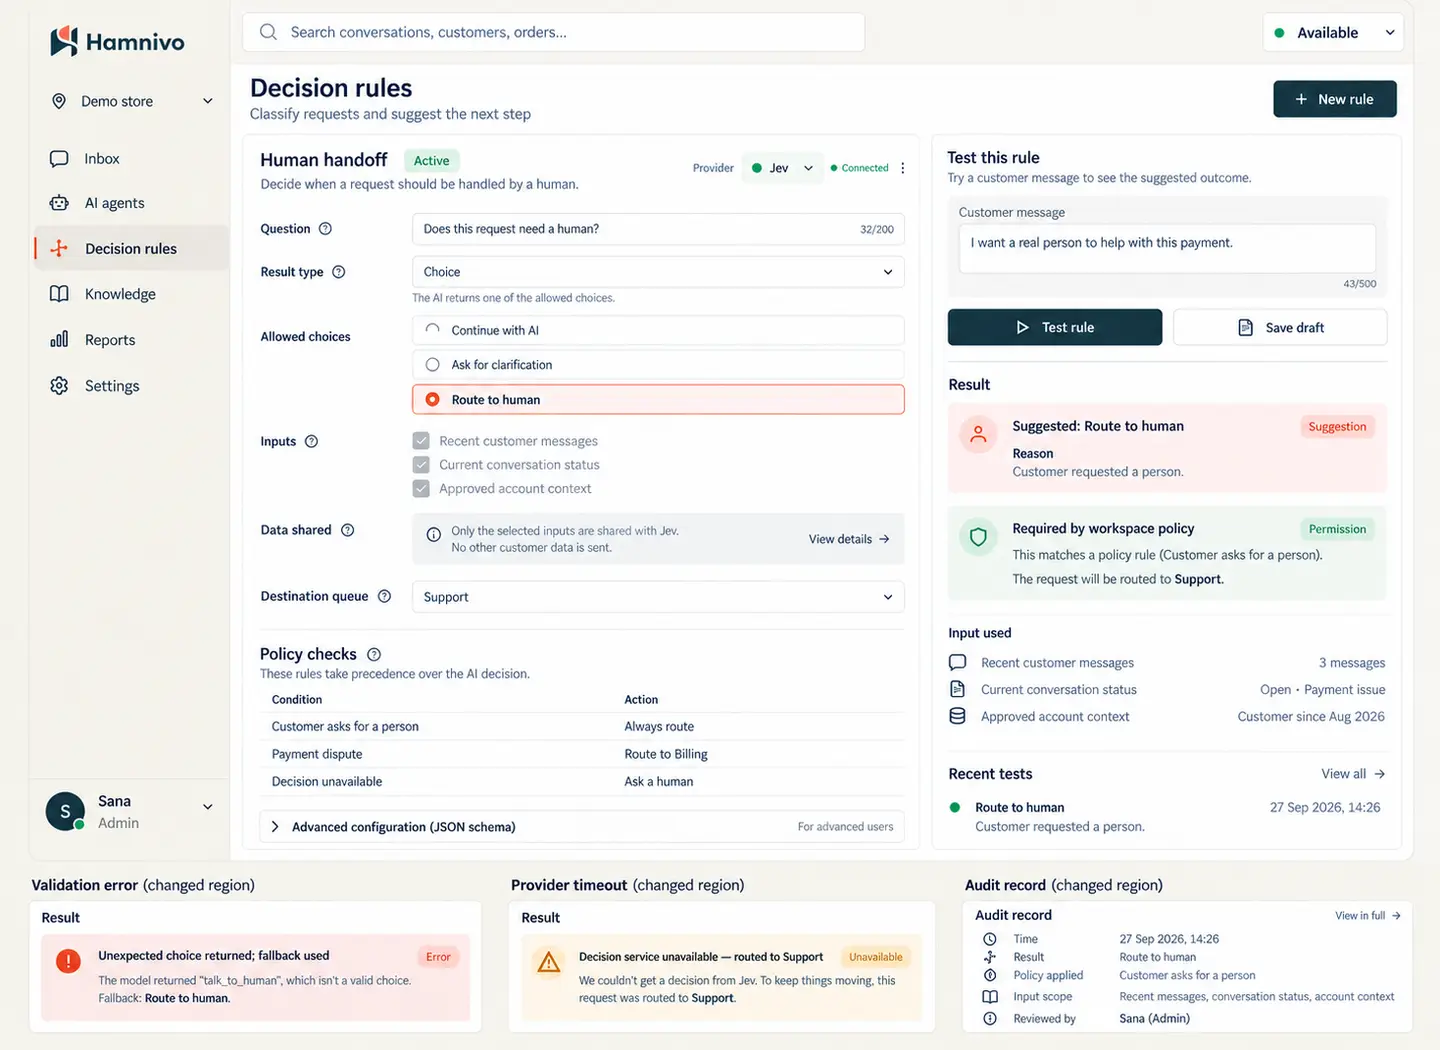 Hamnivo
Search conversations, customers, orders...
Available
Demo store
Inbox
AI agents
Decision rules
Knowledge
Reports
Settings
Sana
Admin
S
Decision rules
Classify requests and suggest the next step
+ New rule
Human handoff Active
Decide when a request should be handled by a human.
Provider Jev Connected
Question ?
Does this request need a human? 32/200
Result type ?
Choice
The AI returns one of the allowed choices.
Allowed choices
Continue with AI
Ask for clarification
Route to human
Inputs ?
Recent customer messages
Current conversation status
Approved account context
Data shared ?
Only the selected inputs are shared with Jev.
No other customer data is sent.
View details →
Destination queue ?
Support
Policy checks ?
These rules take precedence over the AI decision.
Condition Action
Customer asks for a person Always route
Payment dispute Route to Billing
Decision unavailable Ask a human
Advanced configuration (JSON schema) For advanced users
Test this rule
Try a customer message to see the suggested outcome.
Customer message
I want a real person to help with this payment.
43/500
Test rule
Save draft
Result
Suggested: Route to human Suggestion
Reason
Customer requested a person.
Required by workspace policy Permission
This matches a policy rule (Customer asks for a person).
The request will be routed to Support.
Input used
Recent customer messages 3 messages
Current conversation status Open • Payment issue
Approved account context Customer since Aug 2026
Recent tests View all →
Route to human 27 Sep 2026, 14:26
Customer requested a person.
Validation error (changed region)
Result
Unexpected choice returned; fallback used Error
The model returned "talk_to_human", which isn't a valid choice.
Fallback: Route to human.
Provider timeout (changed region)
Result
Decision service unavailable — routed to Support Unavailable
We couldn't get a decision from Jev. To keep things moving, this
request was routed to Support.
Audit record (changed region)
Audit record View in full →
Time 27 Sep 2026, 14:26
Result Route to human
Policy applied Customer asks for a person
Input scope Recent messages, conversation status, account context
Reviewed by Sana (Admin)